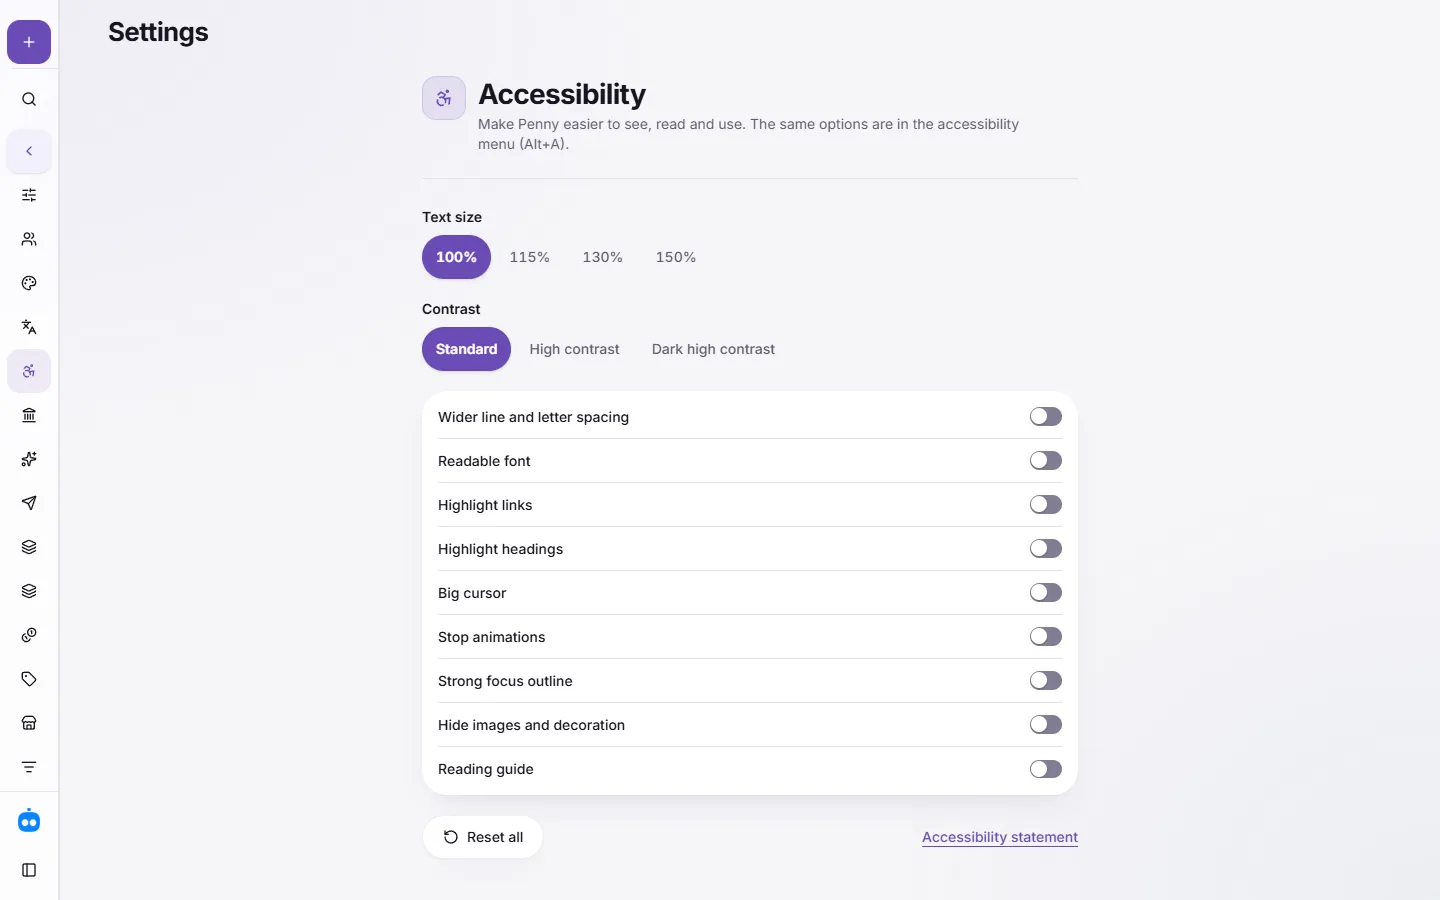 Settings
Accessibility
Make Penny easier to see, read and use. The same options are in the accessibility
menu (Alt+A).
Text size
100% 115% 130% 150%
Contrast
Standard High contrast Dark high contrast
Wider line and letter spacing
Readable font
Highlight links
Highlight headings
Big cursor
Stop animations
Strong focus outline
Hide images and decoration
Reading guide
Reset all Accessibility statement